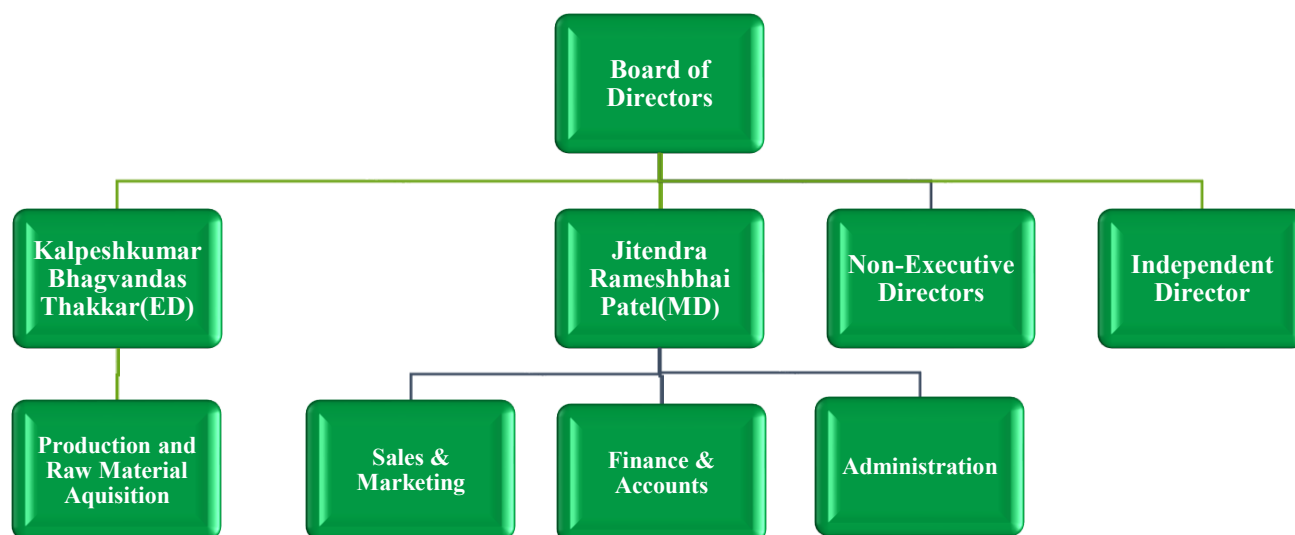 Board of
Directors
Kalpeshkumar
Bhagvandas
Thakkar(ED)
Jitendra
Rameshbhai
Patel(MD)
Non-Executive
Directors
Independent
Director
Production and
Raw Material
Aquisition
Sales &
Marketing
Finance &
Accounts
Administration